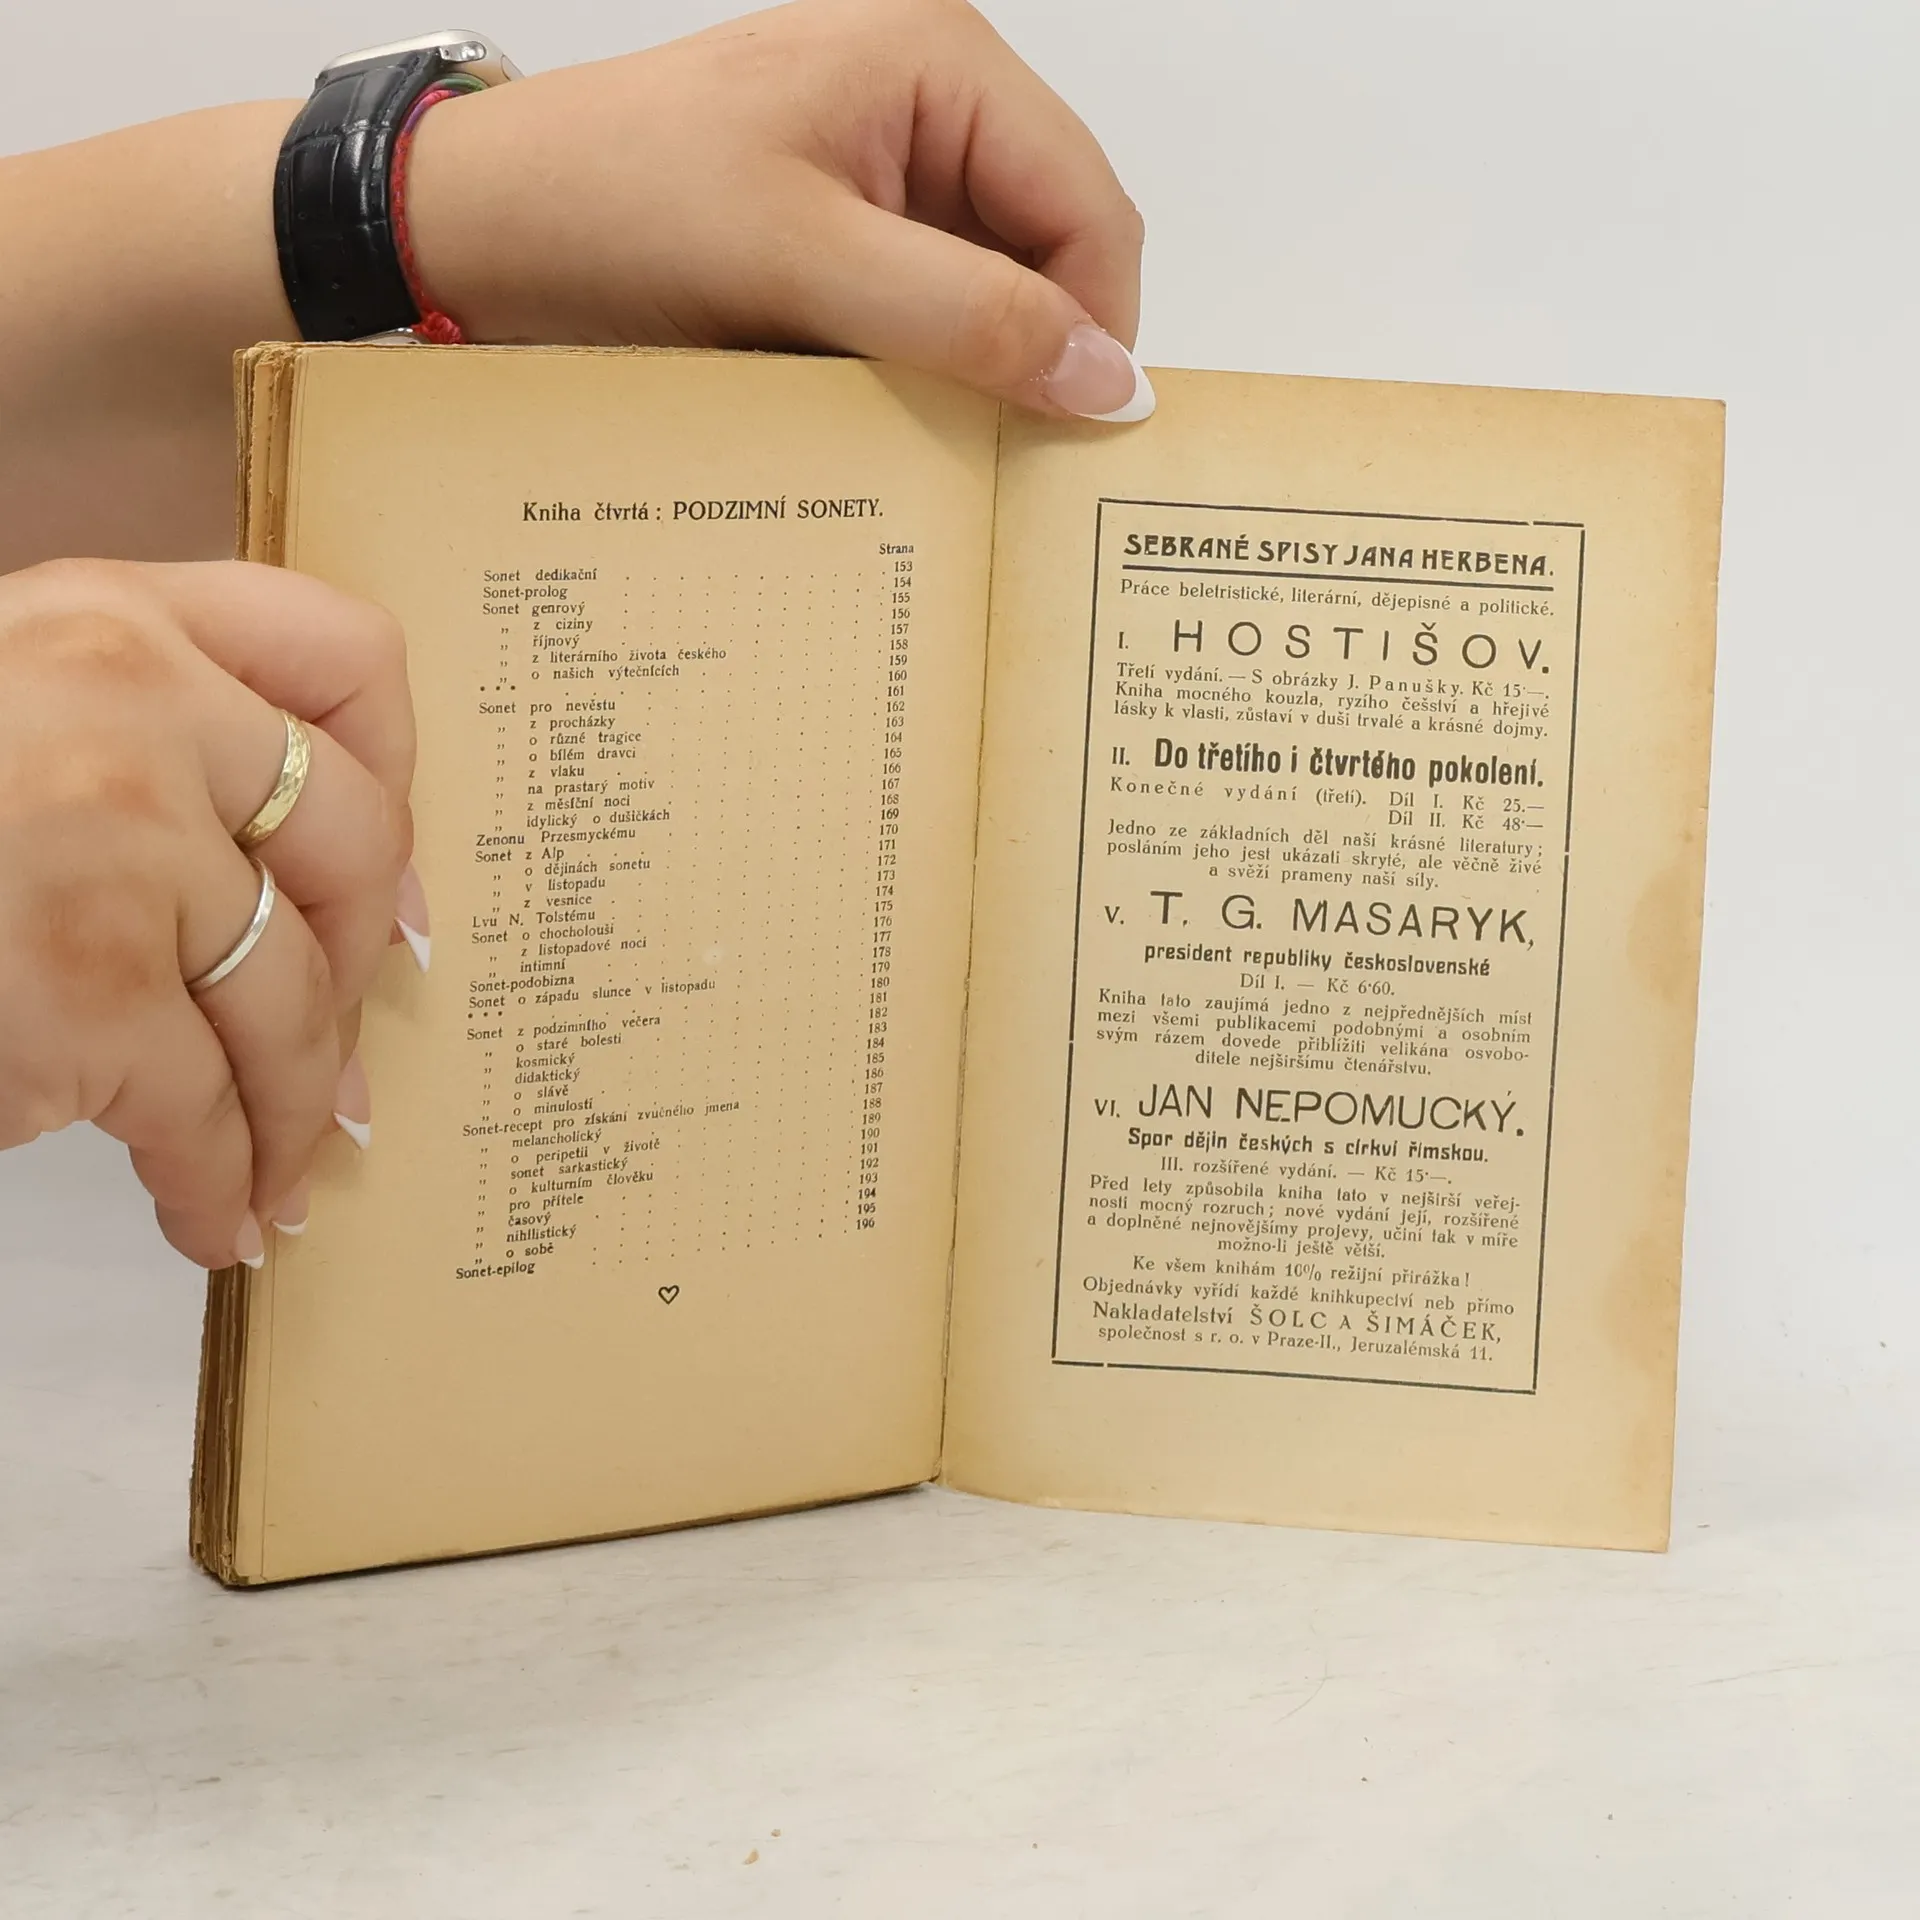 Kniha čtvrtá : PODZIMNÍ SONETY.
Strana
Sonet dedikační . . . . . . . . . . 153
Sonet-prolog . . . . . . . . . . 154
Sonet genrový . . . . . . . . . . 155
„ z ciziny . . . . . . . . . . 156
„ říjnový . . . . . . . . . . 157
„ z literárního života českého . . . . . . 158
„ o našich výtečnících . . . . . . . 159
* * * . . . . . . . . . . 160
Sonet pro nevěstu . . . . . . . . . 161
„ z procházky . . . . . . . . . 162
„ o různé tragice . . . . . . . . 163
„ o bílém dravci . . . . . . . . 164
„ z vlaku . . . . . . . . . . 165
„ na prastarý motiv . . . . . . . . 166
„ z měsíční noci . . . . . . . . 167
„ idylický o dušičkách . . . . . . . 168
Zenonu Przesmyckému . . . . . . . . 169
Sonet z Alp . . . . . . . . . . 170
„ o dějinách sonetu . . . . . . . . 171
„ v listopadu . . . . . . . . . 172
„ z vesnice . . . . . . . . . . 173
Lvu N. Tolstému . . . . . . . . . 174
Sonet o chocholouši . . . . . . . . . 175
„ z listopadové noci . . . . . . . . 176
„ intimní . . . . . . . . . . 177
Sonet-podobizna . . . . . . . . . . 178
Sonet o západu slunce v listopadu . . . . . . 179
* * * . . . . . . . . . . 180
Sonet z podzimního večera . . . . . . . 181
„ o staré bolesti . . . . . . . . 182
„ kosmický . . . . . . . . . . 183
„ didaktický . . . . . . . . . 184
„ o slávě . . . . . . . . . . 185
„ o minulosti . . . . . . . . . 186
Sonet-recept pro získání zvučného jmena . . . . . 187
„ melancholický . . . . . . . . . 188
„ o peripetii v životě . . . . . . . 189
„ sonet sarkastický . . . . . . . . 190
„ o kulturním člověku . . . . . . . 191
„ pro přítele . . . . . . . . . 192
„ časový . . . . . . . . . . 193
„ nihilistický . . . . . . . . . 194
„ o sobě . . . . . . . . . . 195
Sonet-epilog . . . . . . . . . . 196
SEBRANÉ SPISY JANA HERBENA.
Práce beletristické, literární, dějepisné a politické.
I. HOSTIŠOV.
Třetí vydání. — S obrázky J. Panušky. Kč 15·—.
Kniha mocného kouzla, ryzího češství a hřejivé
lásky k vlasti, zůstaví v duši trvalé a krásné dojmy.
II. Do třetího i čtvrtého pokolení.
Konečné vydání (třetí). Díl I. Kč 25.—
Díl II. Kč 48·—
Jedno ze základních děl naší krásné literatury ;
posláním jeho jest ukázati skryté, ale věčně živé
a svěží prameny naší síly.
V. T. G. MASARYK,
president republiky československé
Díl I. — Kč 6·60.
Kniha tato zaujímá jedno z nejpřednějších míst
mezi všemi publikacemi podobnými a osobním
svým rázem dovede přiblížiti velikána osvobo-
ditele nejširšímu čtenářstvu.
VI. JAN NEPOMUCKÝ.
Spor dějin českých s církví římskou.
III. rozšířené vydání. — Kč 15·—.
Před lety způsobila kniha tato v nejširší veřej-
nosti mocný rozruch ; nové vydání její, rozšířené
a doplněné nejnovějšími projevy, učiní tak v míře
možno-li ještě větší.
Ke všem knihám 10% režijní přirážka !
Objednávky vyřídí každé knihkupectví neb přímo
Nakladatelství ŠOLC A ŠIMÁČEK,
společnost s r. o. v Praze-II., Jeruzalémská 11.